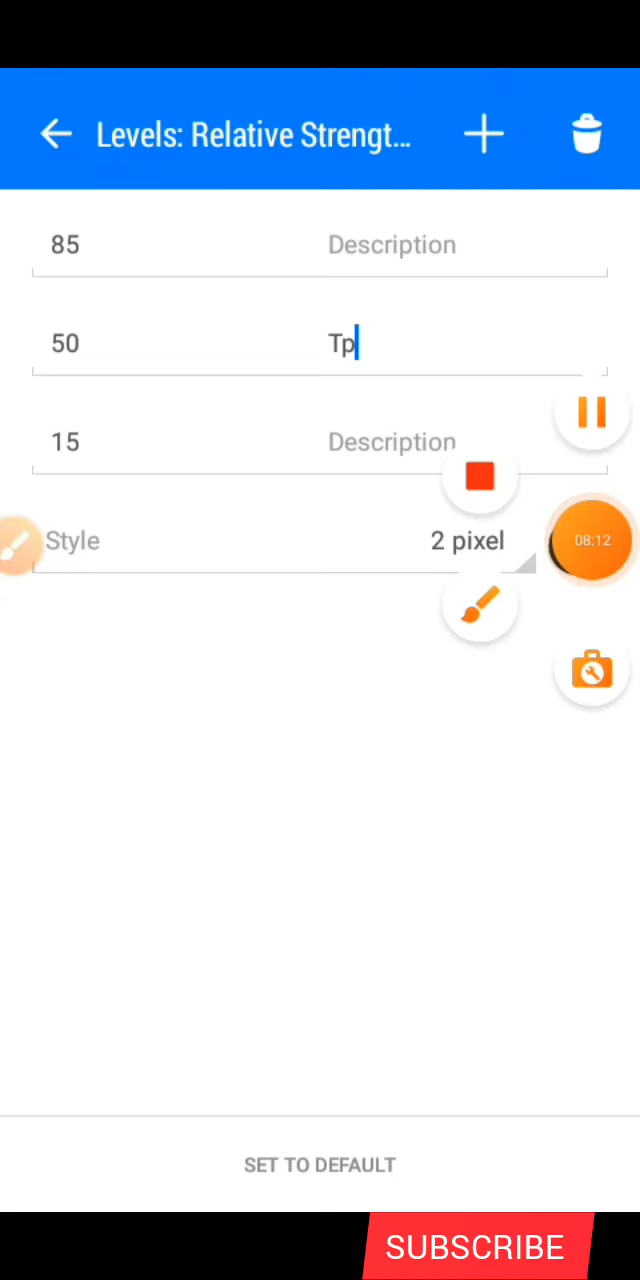 Levels: Relative Strengt...
85 Description
50 Tp
15 Description
Style 2 pixel
08:12
SET TO DEFAULT
SUBSCRIBE